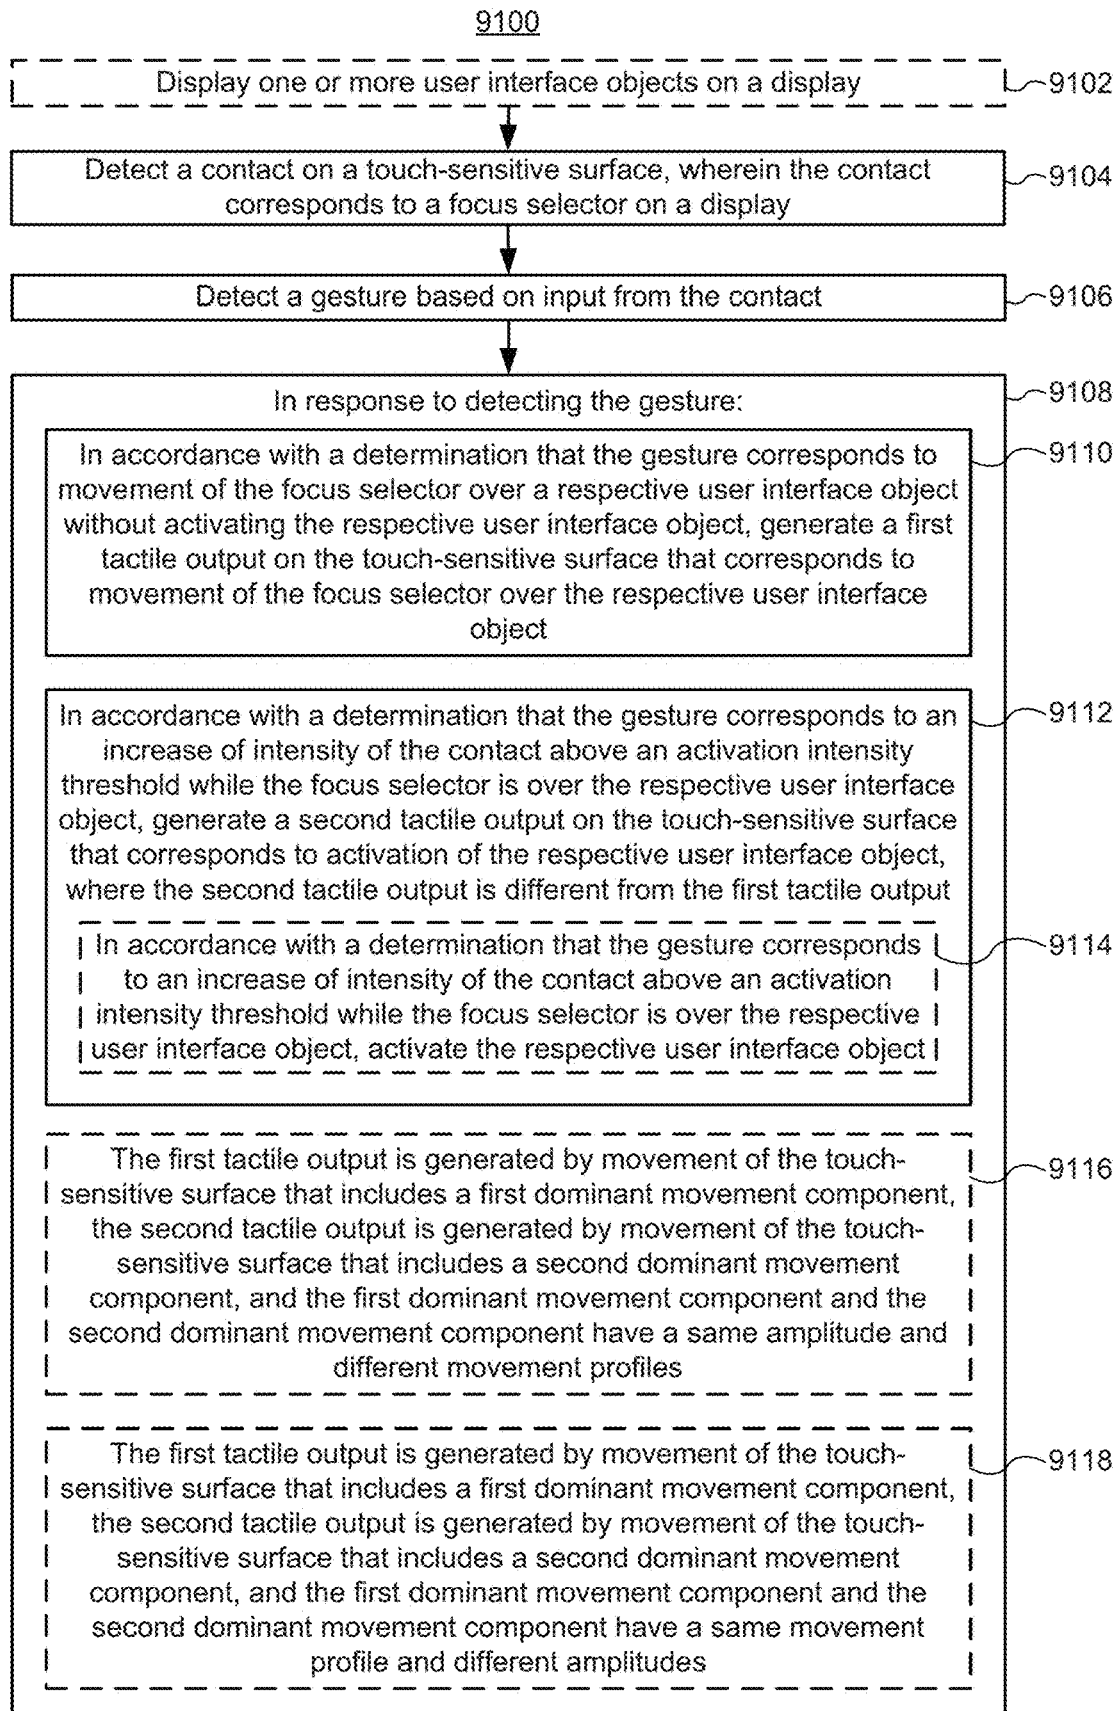 9100
Display one or more user interface objects on a display
9102
Detect a contact on a touch-sensitive surface, wherein the contact
corresponds to a focus selector on a display
9104
Detect a gesture based on input from the contact
9106
In response to detecting the gesture:
9108
In accordance with a determination that the gesture corresponds to
movement of the focus selector over a respective user interface object
without activating the respective user interface object, generate a first
tactile output on the touch-sensitive surface that corresponds to
movement of the focus selector over the respective user interface
object
9110
In accordance with a determination that the gesture corresponds to an
increase of intensity of the contact above an activation intensity
threshold while the focus selector is over the respective user interface
object, generate a second tactile output on the touch-sensitive surface
that corresponds to activation of the respective user interface object,
where the second tactile output is different from the first tactile output
9112
In accordance with a determination that the gesture corresponds
to an increase of intensity of the contact above an activation
intensity threshold while the focus selector is over the respective
user interface object, activate the respective user interface object
9114
The first tactile output is generated by movement of the touch-
sensitive surface that includes a first dominant movement component,
the second tactile output is generated by movement of the touch-
sensitive surface that includes a second dominant movement
component, and the first dominant movement component and the
second dominant movement component have a same amplitude and
different movement profiles
9116
The first tactile output is generated by movement of the touch-
sensitive surface that includes a first dominant movement component,
the second tactile output is generated by movement of the touch-
sensitive surface that includes a second dominant movement
component, and the first dominant movement component and the
second dominant movement component have a same movement
profile and different amplitudes
9118